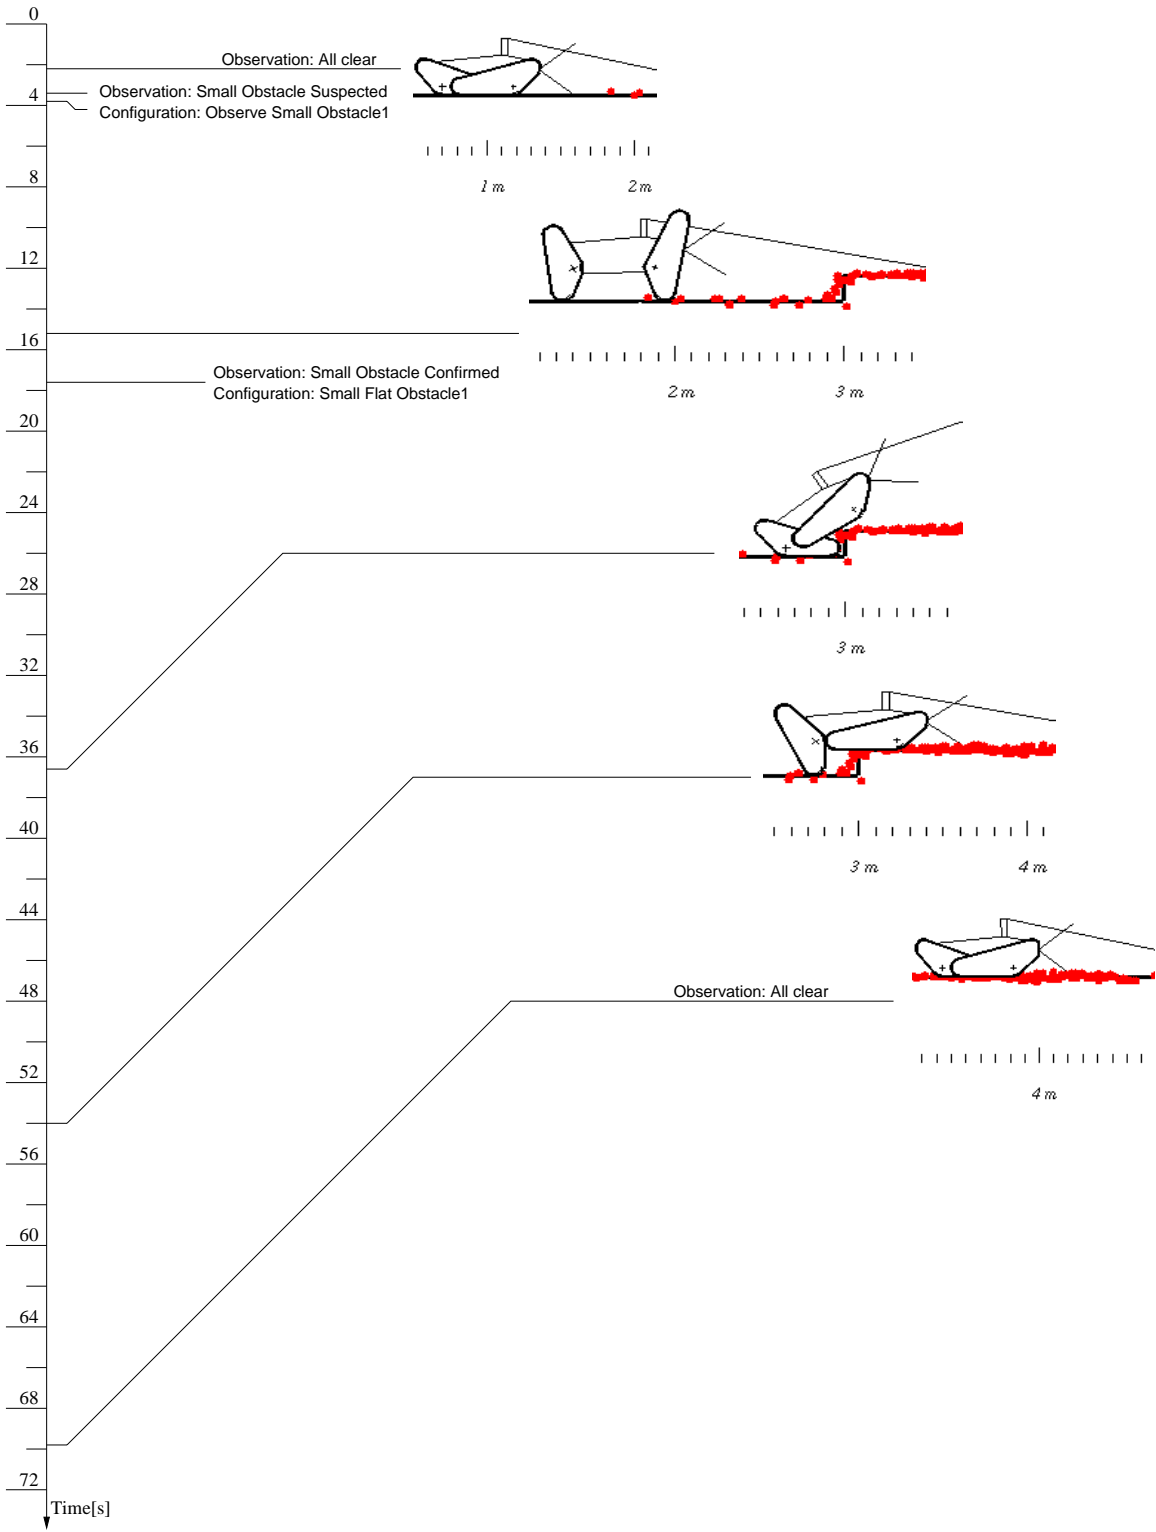 0
Observation: All clear
Observation: Small Obstacle Suspected
4
Configuration: Observe Small Obstacle1
1 m 2 m
8
12
16
Observation: Small Obstacle Confirmed
Configuration: Small Flat Obstacle1
2 m 3 m
20
24
28
32
3 m
36
40
3 m 4 m
44
48
Observation: All clear
52
4 m
56
60
64
68
72
Time[s]